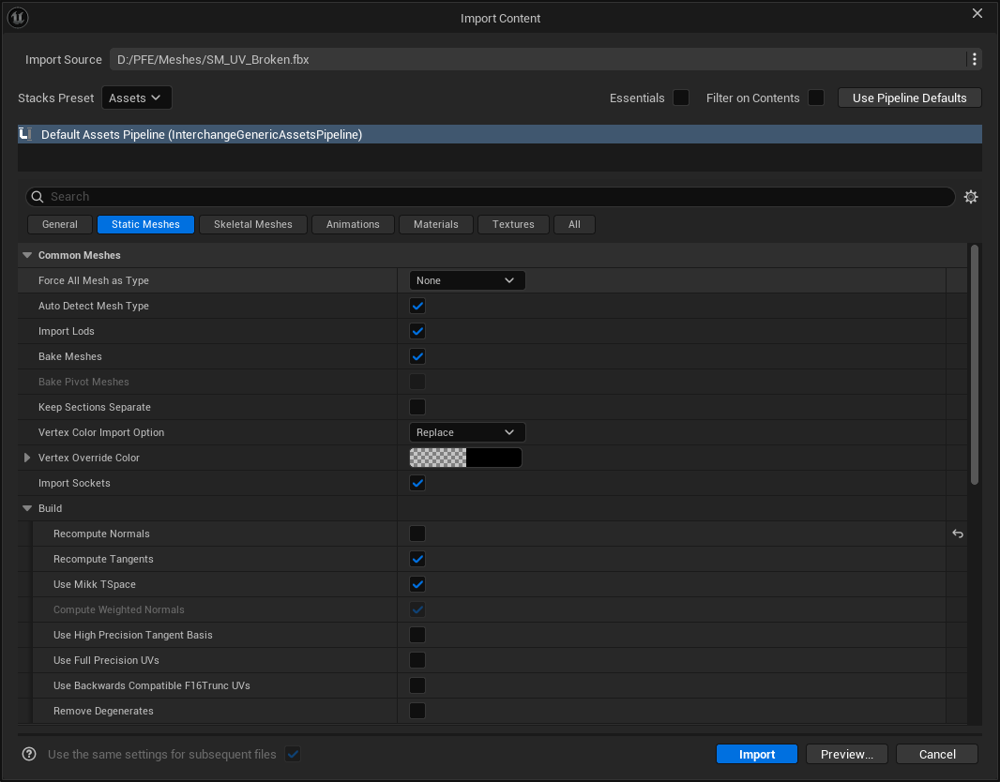 Import Content
Import Source D:/PFE/Meshes/SM_UV_Broken.fbx
Stacks Preset Assets Essentials Filter on Contents Use Pipeline Defaults
Default Assets Pipeline (InterchangeGenericAssetsPipeline)
Search
General Static Meshes Skeletal Meshes Animations Materials Textures All
Common Meshes
Force All Mesh as Type None
Auto Detect Mesh Type
Import Lods
Bake Meshes
Bake Pivot Meshes
Keep Sections Separate
Vertex Color Import Option Replace
Vertex Override Color
Import Sockets
Build
Recompute Normals
Recompute Tangents
Use Mikk TSpace
Compute Weighted Normals
Use High Precision Tangent Basis
Use Full Precision UVs
Use Backwards Compatible F16Trunc UVs
Remove Degenerates
Use the same settings for subsequent files Import Preview... Cancel